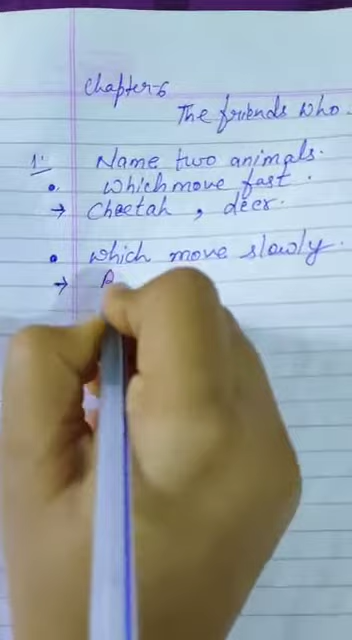 Chapter-6
The friends who.
1. Name two animals.
• which move fast.
→ Cheetah, deer.
• which move slowly.
→